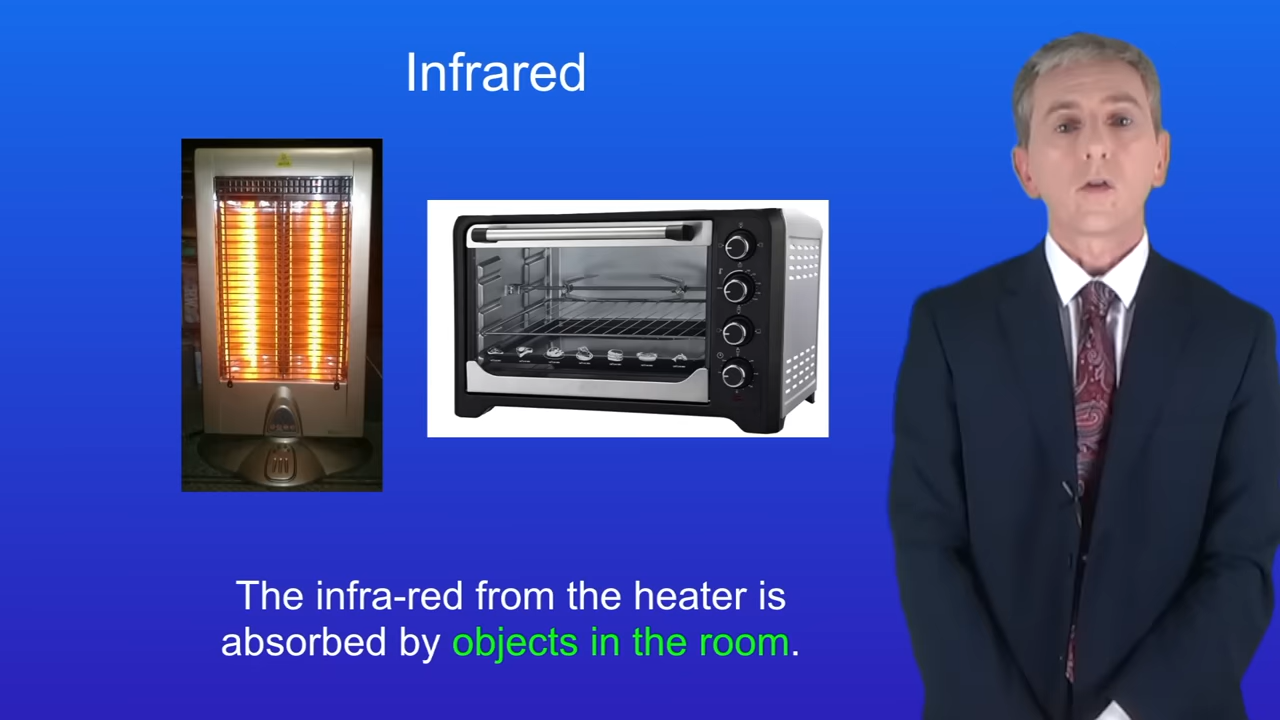 Infrared
The infra-red from the heater is
absorbed by objects in the room.